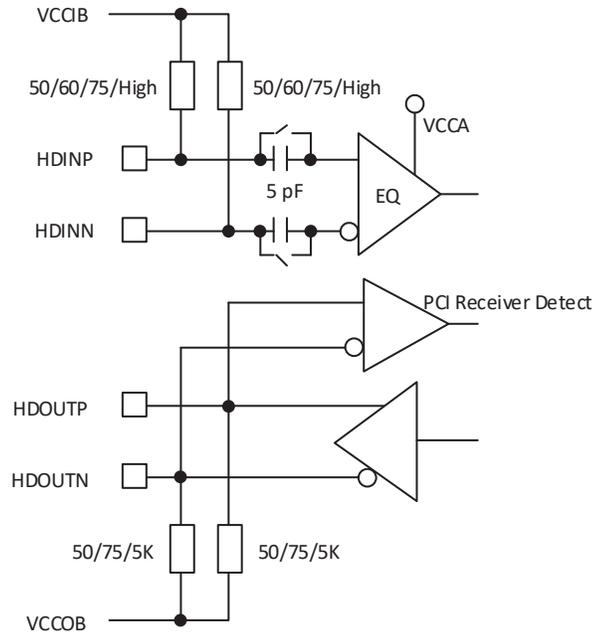 VCCIB
50/60/75/High
50/60/75/High
VCCA
HDINP
5 pF
EQ
HDINN
PCI Receiver Detect
HDOUTP
HDOUTN
50/75/5K
50/75/5K
VCCOB